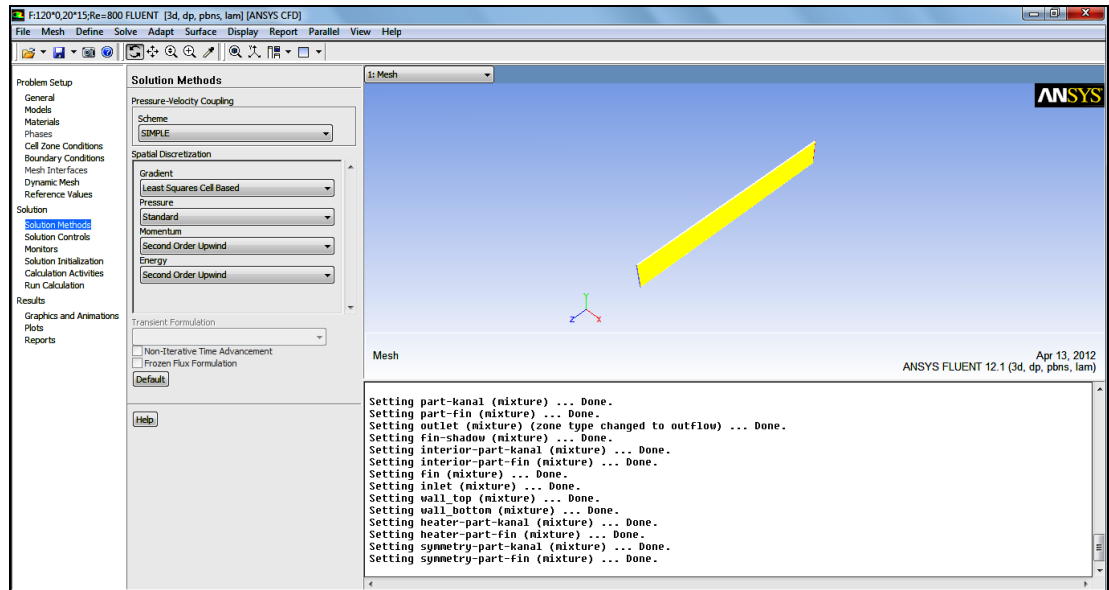 F:120*0,20*15;Re=800 FLUENT [3d, dp, pbns, lam] [ANSYS CFD]
File Mesh Define Solve Adapt Surface Display Report Parallel View Help
Problem Setup
General
Models
Materials
Phases
Cell Zone Conditions
Boundary Conditions
Mesh Interfaces
Dynamic Mesh
Reference Values
Solution
Solution Methods
Solution Controls
Monitors
Solution Initialization
Calculation Activities
Run Calculation
Results
Graphics and Animations
Plots
Reports
Solution Methods
Pressure-Velocity Coupling
Scheme
SIMPLE
Spatial Discretization
Gradient
Least Squares Cell Based
Pressure
Standard
Momentum
Second Order Upwind
Energy
Second Order Upwind
Transient Formulation
Non-Iterative Time Advancement
Frozen Flux Formulation
Default
Help
1: Mesh
ANSYS
Y
Z X
Mesh
Apr 13, 2012
ANSYS FLUENT 12.1 (3d, dp, pbns, lam)
Setting part-kanal (mixture) ... Done.
Setting part-fin (mixture) ... Done.
Setting outlet (mixture) (zone type changed to outflow) ... Done.
Setting fin-shadow (mixture) ... Done.
Setting interior-part-kanal (mixture) ... Done.
Setting interior-part-fin (mixture) ... Done.
Setting fin (mixture) ... Done.
Setting inlet (mixture) ... Done.
Setting wall_top (mixture) ... Done.
Setting wall_bottom (mixture) ... Done.
Setting heater-part-kanal (mixture) ... Done.
Setting heater-part-fin (mixture) ... Done.
Setting symmetry-part-kanal (mixture) ... Done.
Setting symmetry-part-fin (mixture) ... Done.